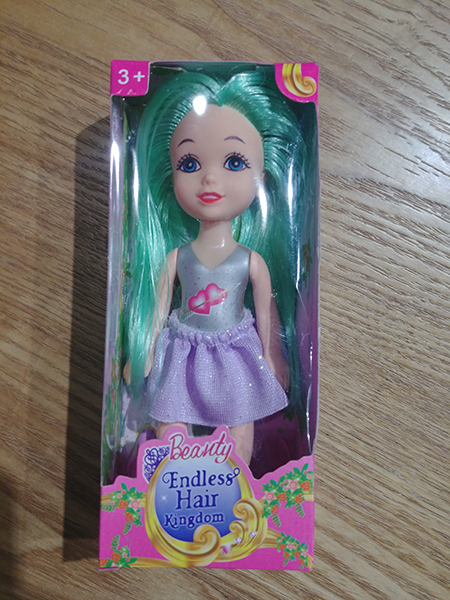 3+
Beauty
Endless
Hair
Kingdom